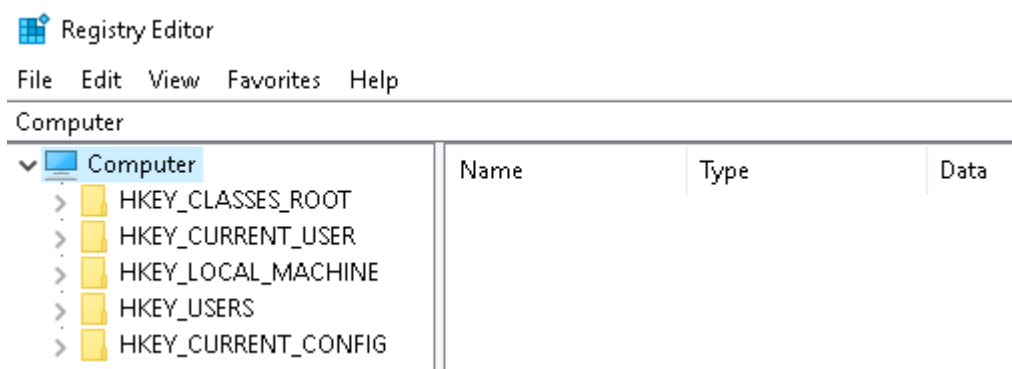 Registry Editor
File Edit View Favorites Help
Computer
Computer Name Type Data
HKEY_CLASSES_ROOT
HKEY_CURRENT_USER
HKEY_LOCAL_MACHINE
HKEY_USERS
HKEY_CURRENT_CONFIG